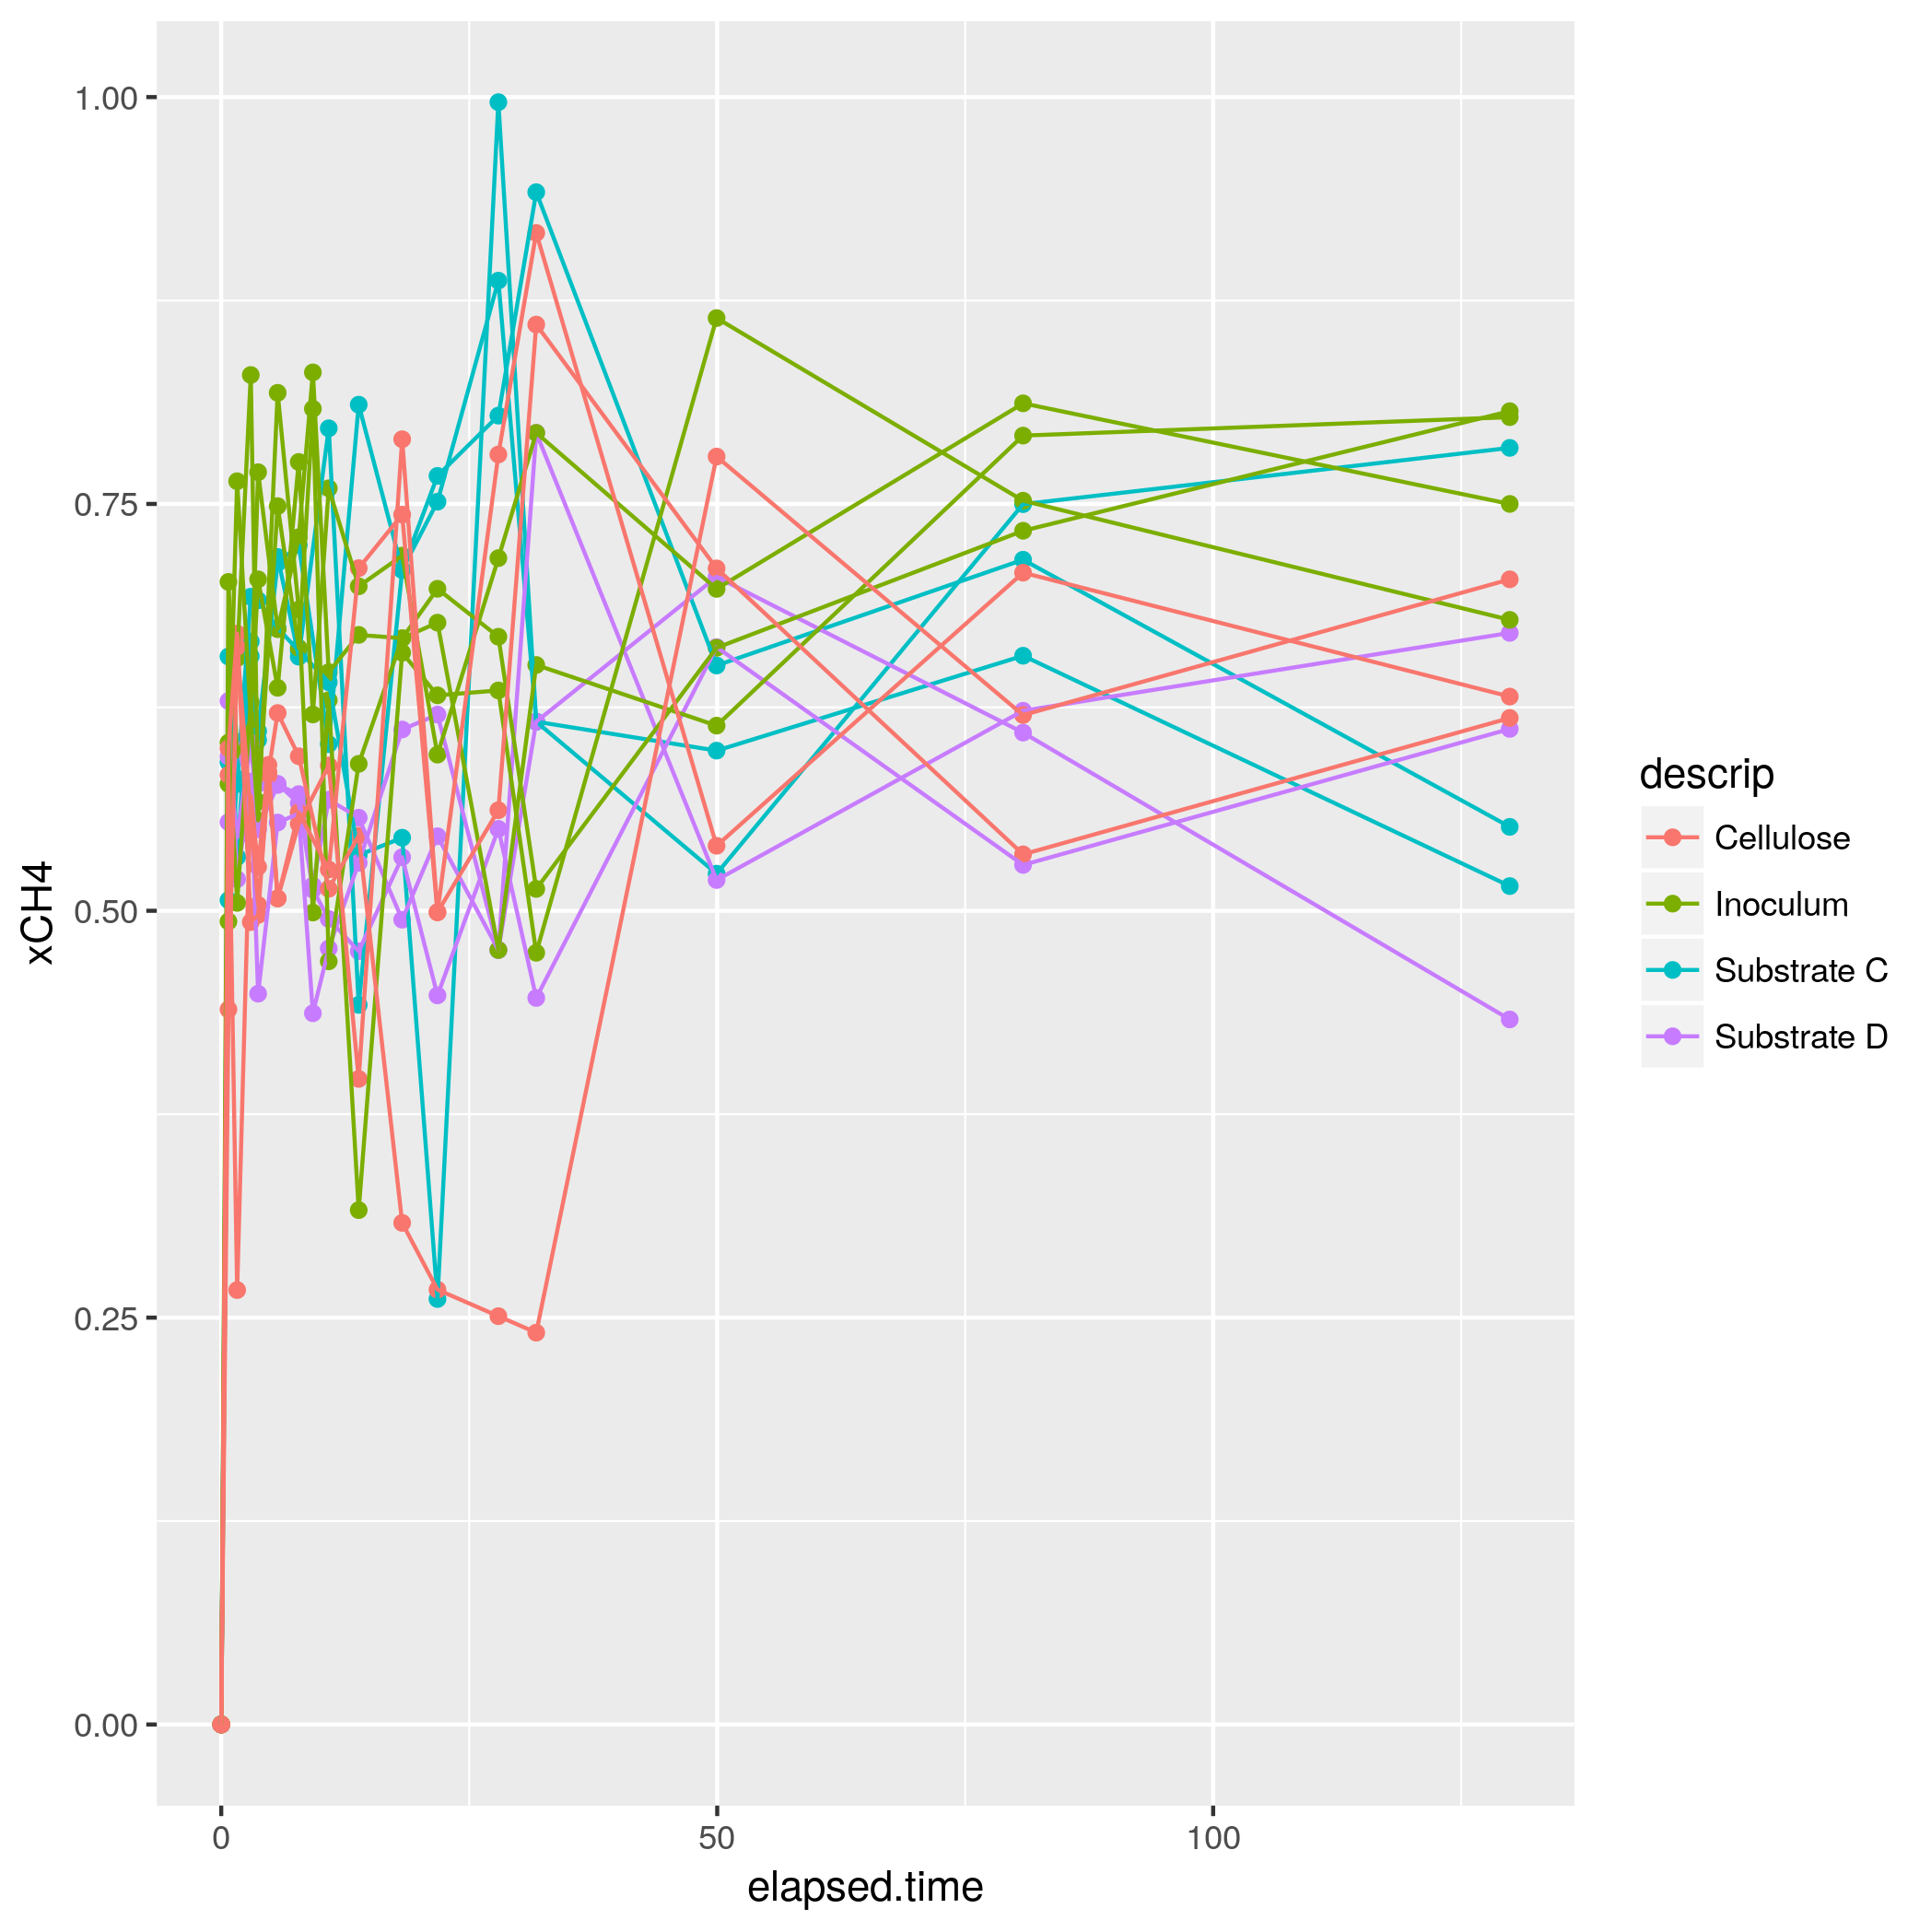 1.00
0.75
0.50
0.25
0.00
xCH4
0 50 100
elapsed.time
descrip
Cellulose
Inoculum
Substrate C
Substrate D